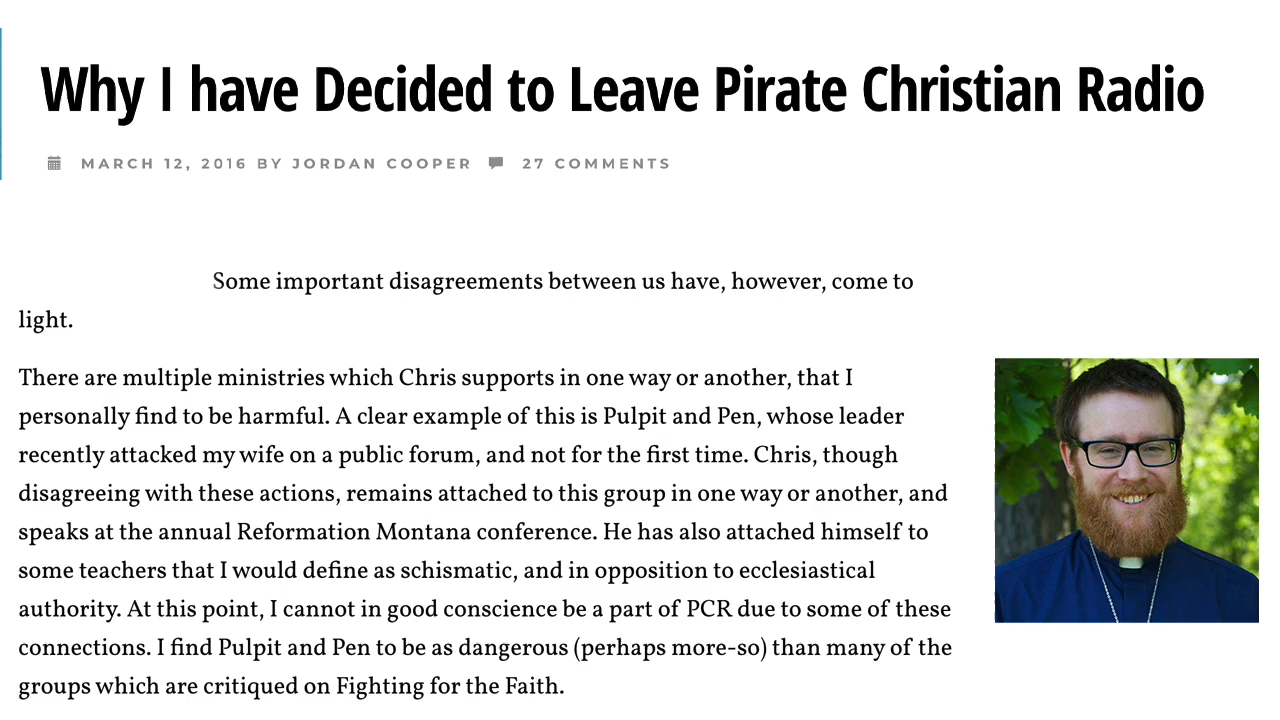 Why I have Decided to Leave Pirate Christian Radio
MARCH 12, 2016 BY JORDAN COOPER 27 COMMENTS
Some important disagreements between us have, however, come to
light.
There are multiple ministries which Chris supports in one way or another, that I
personally find to be harmful. A clear example of this is Pulpit and Pen, whose leader
recently attacked my wife on a public forum, and not for the first time. Chris, though
disagreeing with these actions, remains attached to this group in one way or another, and
speaks at the annual Reformation Montana conference. He has also attached himself to
some teachers that I would define as schismatic, and in opposition to ecclesiastical
authority. At this point, I cannot in good conscience be a part of PCR due to some of these
connections. I find Pulpit and Pen to be as dangerous (perhaps more-so) than many of the
groups which are critiqued on Fighting for the Faith.